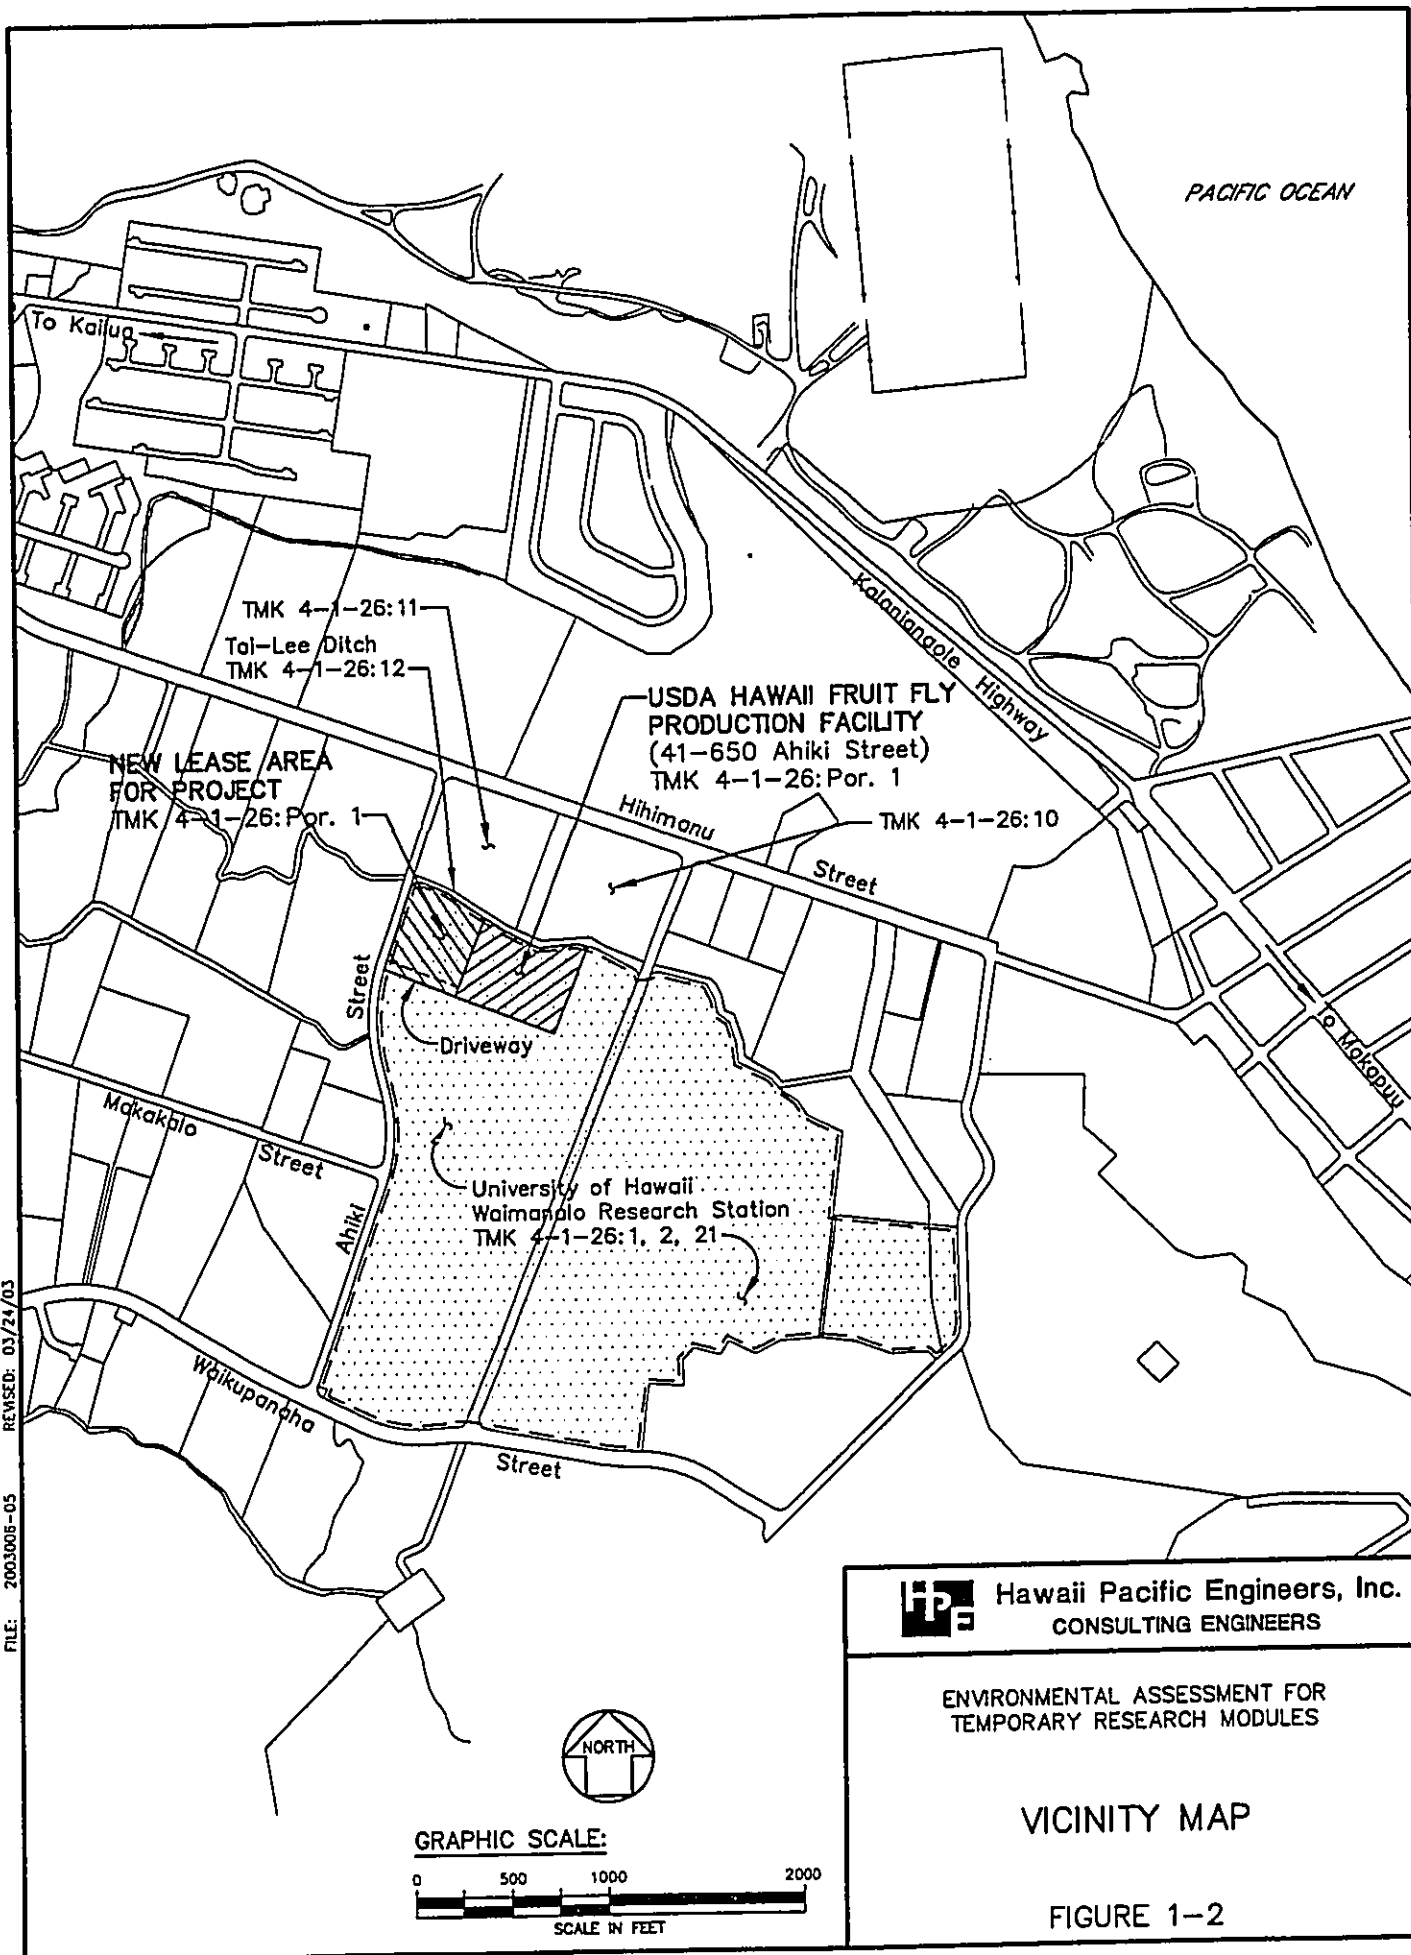 PACIFIC OCEAN
To Kailua
TMK 4-1-26:11
Tai-Lee Ditch
TMK 4-1-26:12
Kalanianaole
Highway
USDA HAWAII FRUIT FLY
PRODUCTION FACILITY
(41-650 Ahiki Street)
TMK 4-1-26:Por. 1
NEW LEASE AREA
FOR PROJECT
TMK 4-1-26:Por. 1
Hihimanu
Street
TMK 4-1-26:10
Street
Driveway
To Makapuu
Makakalo
Street
Ahiki
University of Hawaii
Waimanalo Research Station
TMK 4-1-26:1, 2, 21
Waikupanaha
Street
FILE: 2003006-05 REVISED: 03/24/03
HPE
Hawaii Pacific Engineers, Inc.
CONSULTING ENGINEERS
ENVIRONMENTAL ASSESSMENT FOR
TEMPORARY RESEARCH MODULES
VICINITY MAP
FIGURE 1-2
NORTH
GRAPHIC SCALE:
0 500 1000 2000
SCALE IN FEET